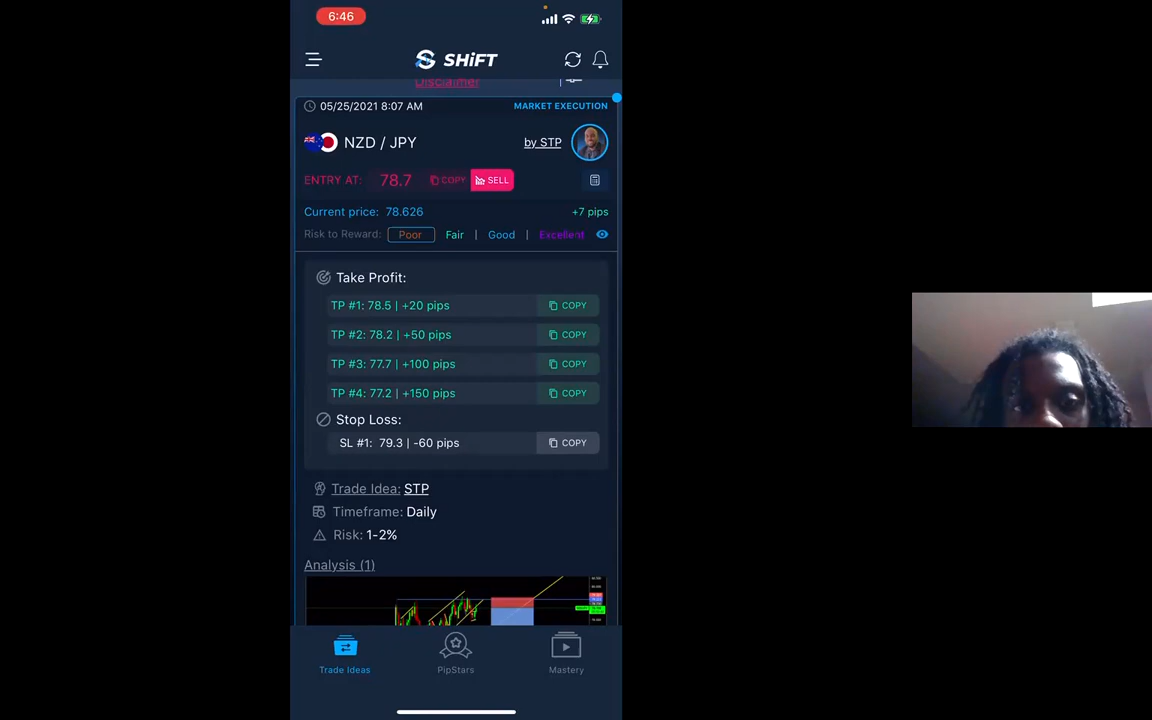 6:46
SHiFT
Disclaimer
05/25/2021 8:07 AM MARKET EXECUTION
NZD / JPY by STP
ENTRY AT: 78.7 COPY SELL
Current price: 78.626 +7 pips
Risk to Reward: Poor Fair | Good | Excellent
Take Profit:
TP #1: 78.5 | +20 pips COPY
TP #2: 78.2 | +50 pips COPY
TP #3: 77.7 | +100 pips COPY
TP #4: 77.2 | +150 pips COPY
Stop Loss:
SL #1: 79.3 | -60 pips COPY
Trade Idea: STP
Timeframe: Daily
Risk: 1-2%
Analysis (1)
Trade Ideas PipStars Mastery